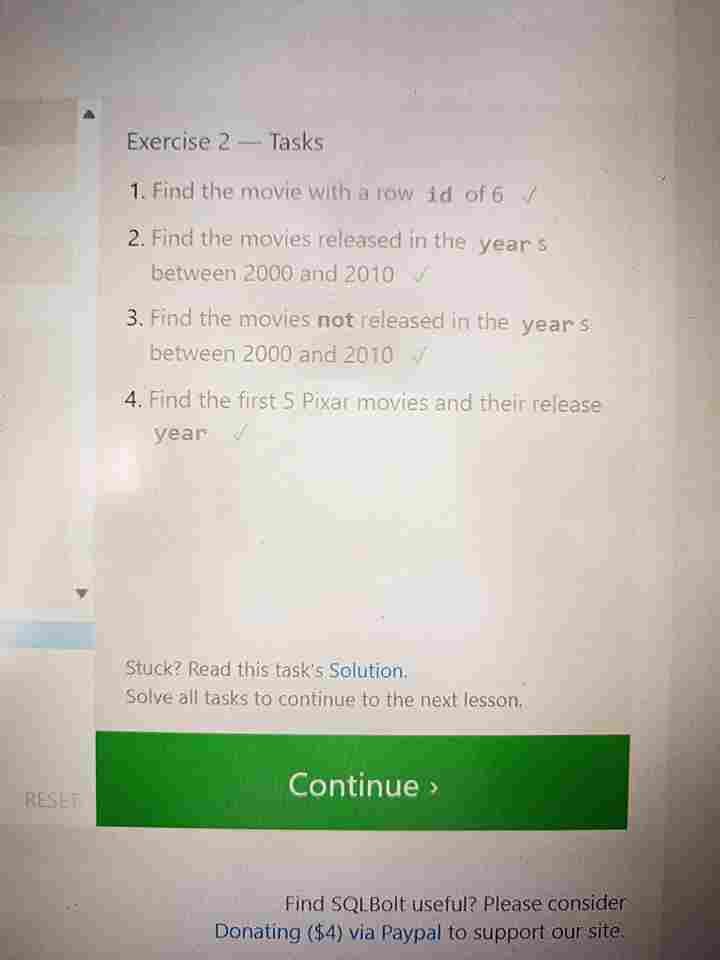 Exercise 2 — Tasks
1. Find the movie with a row id of 6 ✓
2. Find the movies released in the year s
between 2000 and 2010 ✓
3. Find the movies not released in the year s
between 2000 and 2010 ✓
4. Find the first 5 Pixar movies and their release
year ✓
Stuck? Read this task's Solution.
Solve all tasks to continue to the next lesson.
RESET
Continue ›
Find SQLBolt useful? Please consider
Donating ($4) via Paypal to support our site.